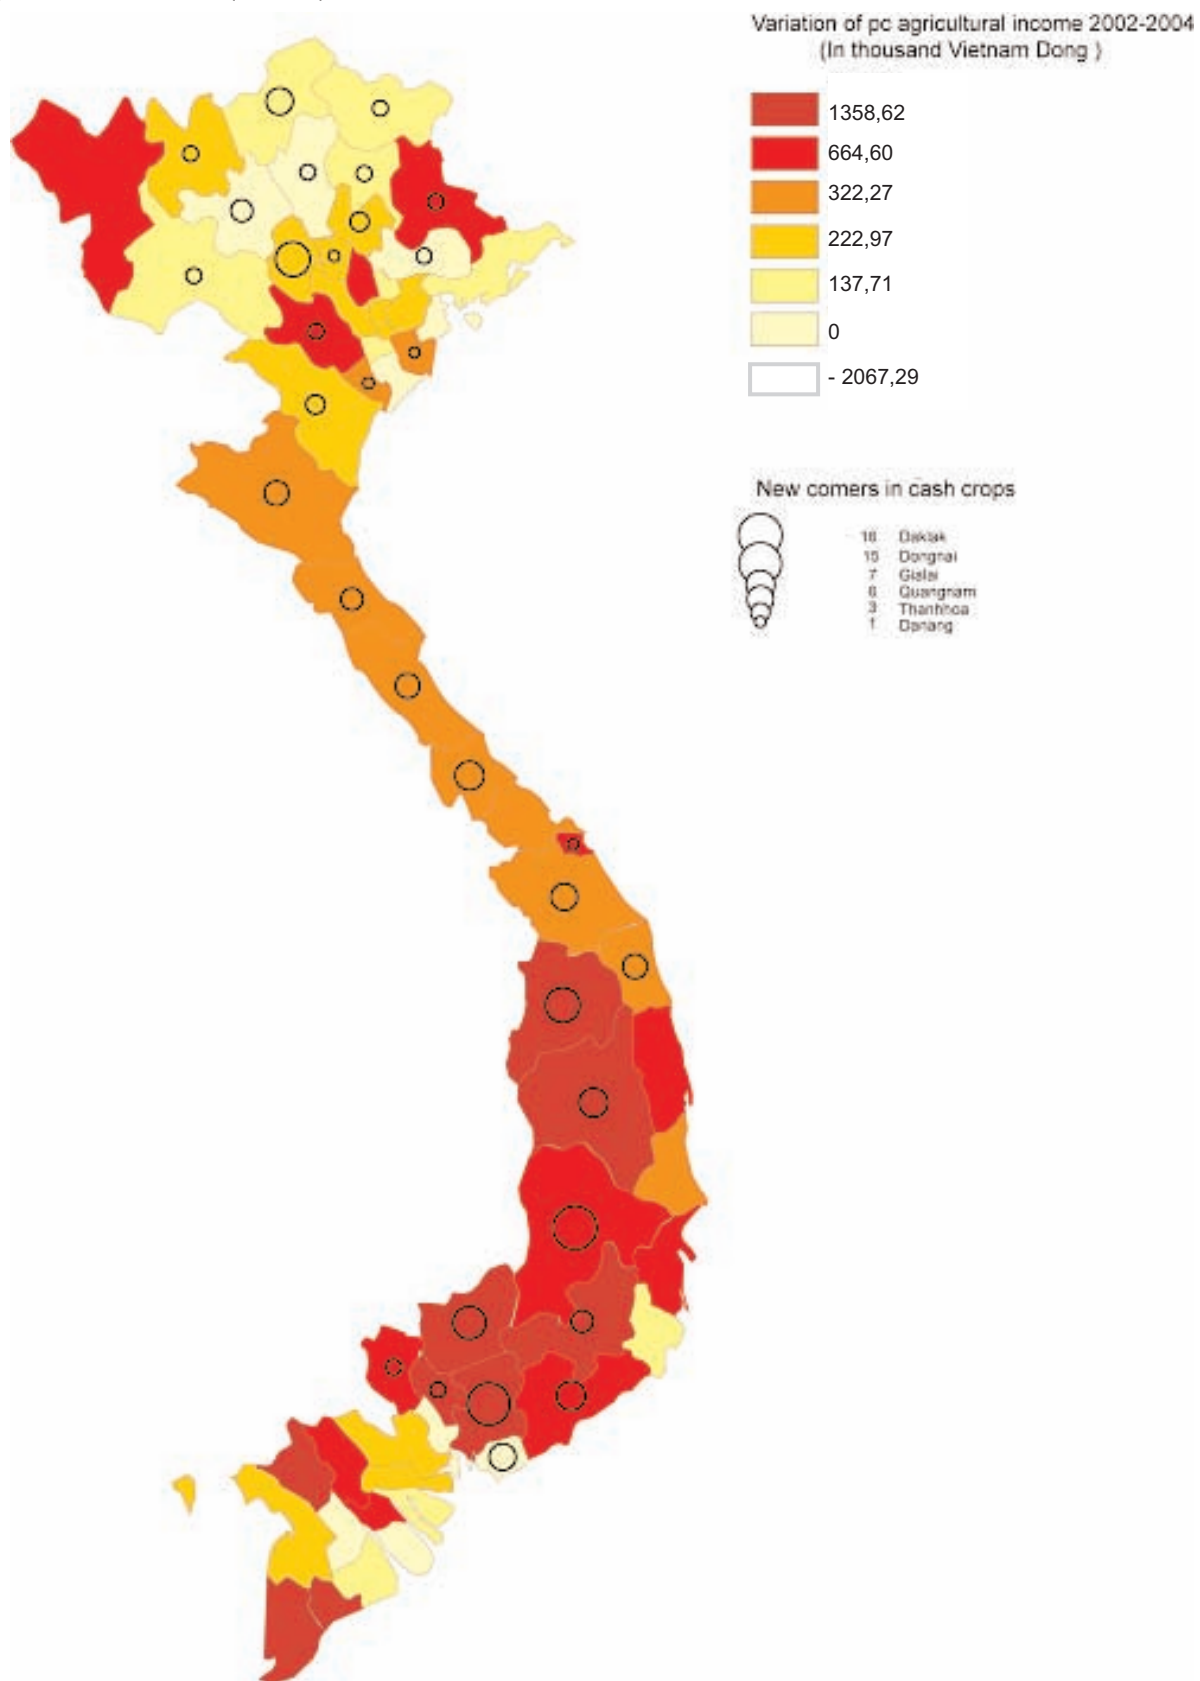 Variation of pc agricultural income 2002-2004
(In thousand Vietnam Dong )
1358,62
664,60
322,27
222,97
137,71
0
- 2067,29
New comers in cash crops
16 Daklak
15 Dongnai
7 Gialai
6 Quangnam
3 Thanhhoa
1 Danang